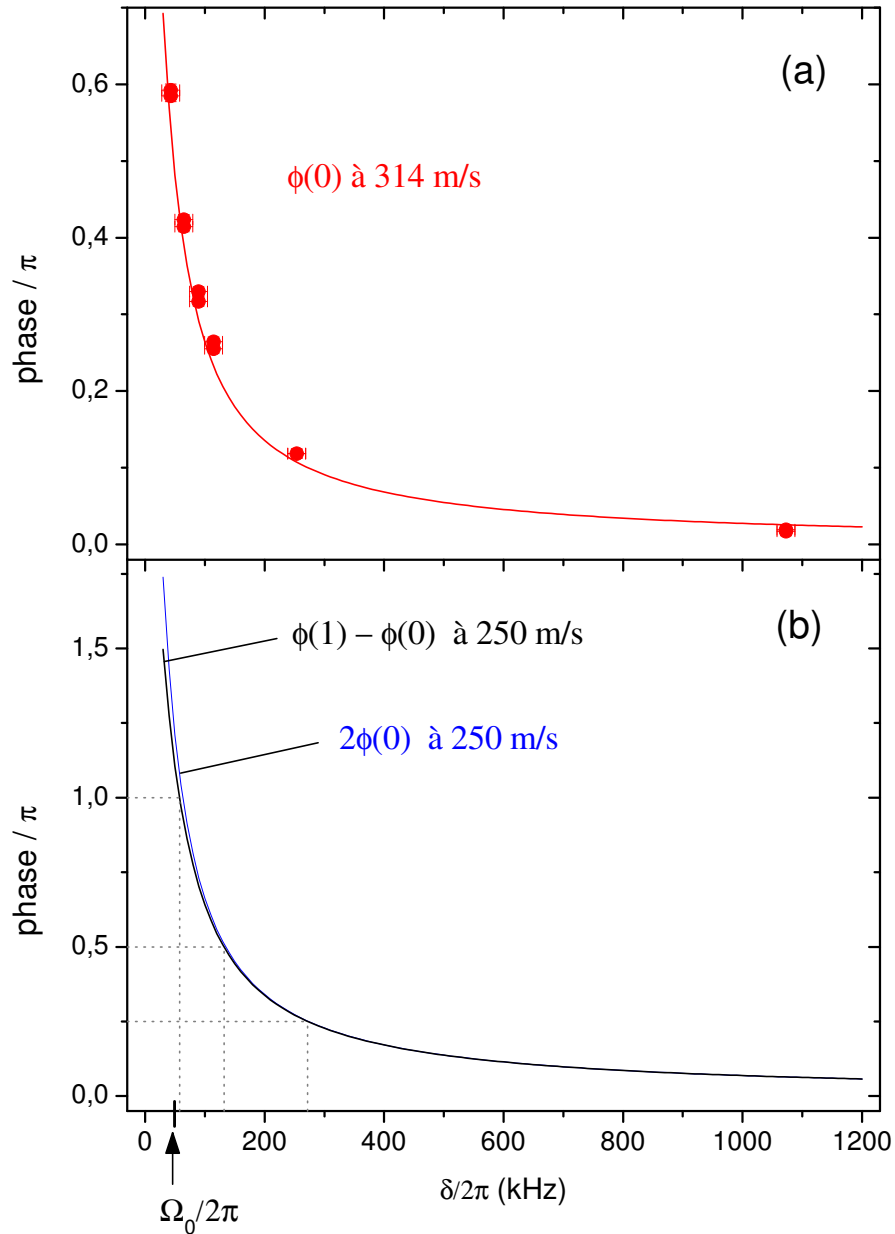 (a)
ϕ(0) à 314 m/s
phase / π
0,6
0,4
0,2
0,0
(b)
ϕ(1) – ϕ(0) à 250 m/s
2ϕ(0) à 250 m/s
phase / π
1,5
1,0
0,5
0,0
0 200 400 600 800 1000 1200
δ/2π (kHz)
Ω₀/2π